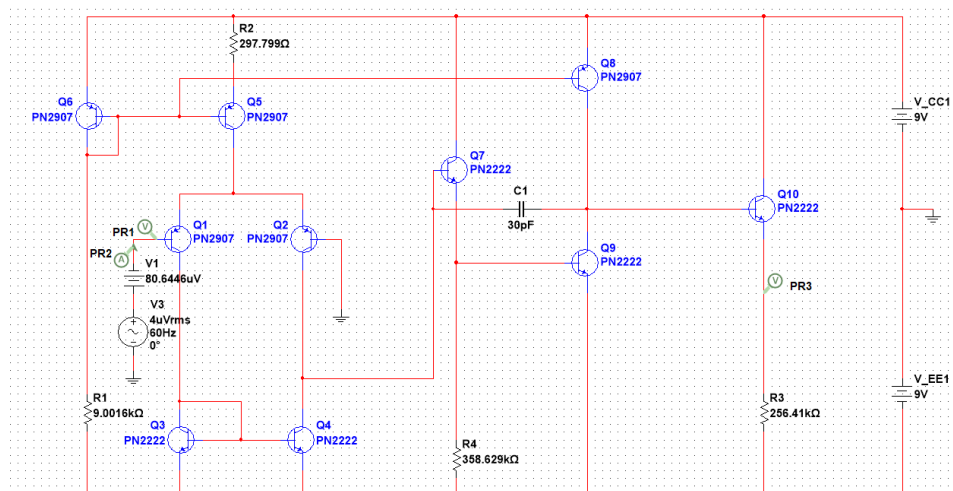 R2
297.799Ω
Q8
PN2907
Q6
PN2907
Q5
PN2907
V_CC1
9V
Q7
PN2222
C1
30pF
Q10
PN2222
PR1
V
Q1
PN2907
Q2
PN2907
PR2
A
V1
80.6446uV
Q9
PN2222
V
PR3
V3
4uVrms
60Hz
0°
V_EE1
9V
R1
9.0016kΩ
R3
256.41kΩ
Q3
PN2222
Q4
PN2222
R4
358.629kΩ